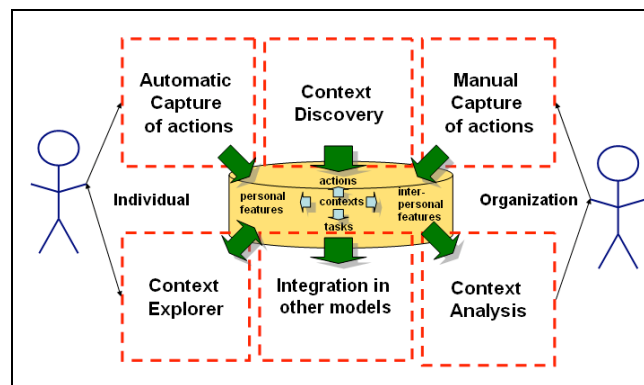 Automatic
Capture
of actions
Context
Discovery
Manual
Capture
of actions
Individual
actions
personal
features
contexts
inter-
personal
features
tasks
Organization
Context
Explorer
Integration in
other models
Context
Analysis